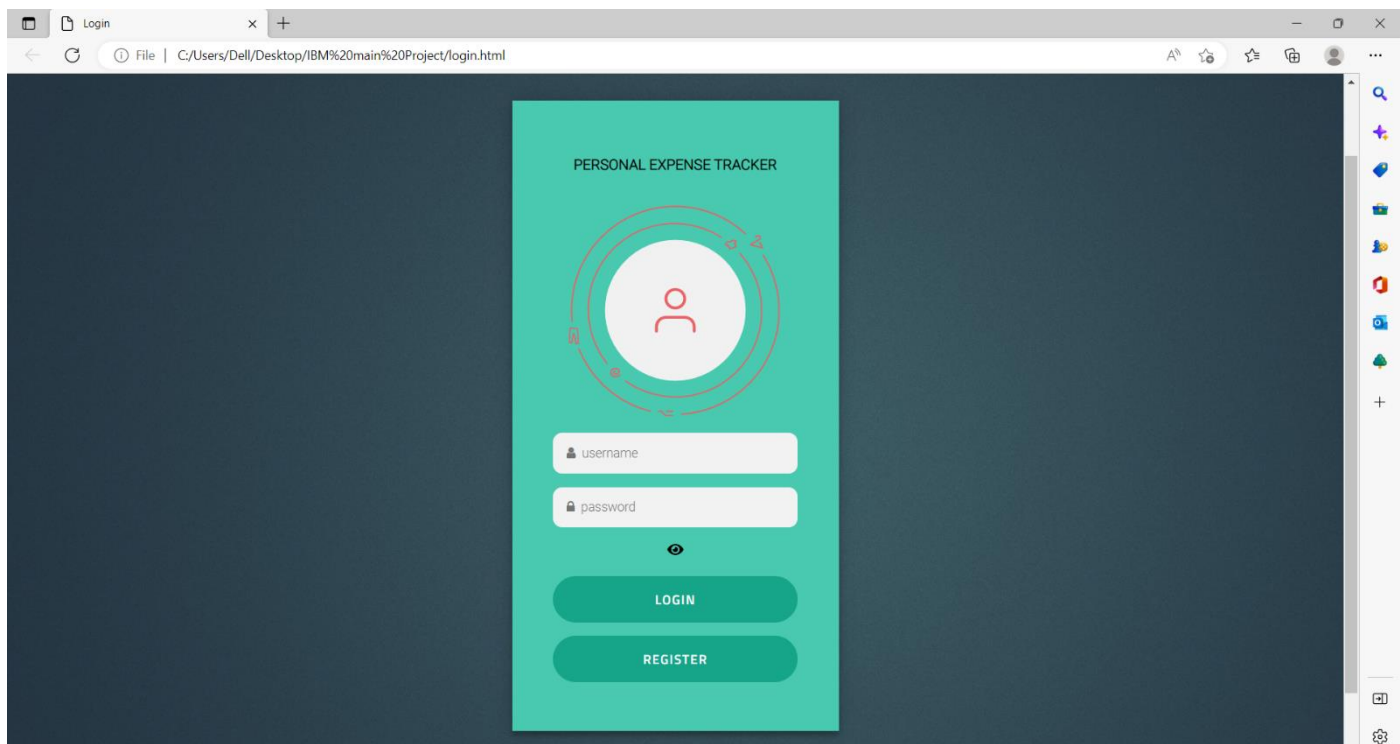 Login
File | C:/Users/Dell/Desktop/IBM%20main%20Project/login.html
PERSONAL EXPENSE TRACKER
username
password
LOGIN
REGISTER